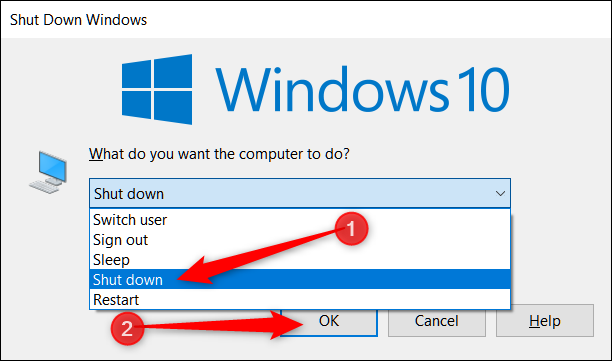 Shut Down Windows
Windows 10
What do you want the computer to do?
Shut down
Switch user
Sign out
Sleep
Shut down
Restart
1
2
OK Cancel Help